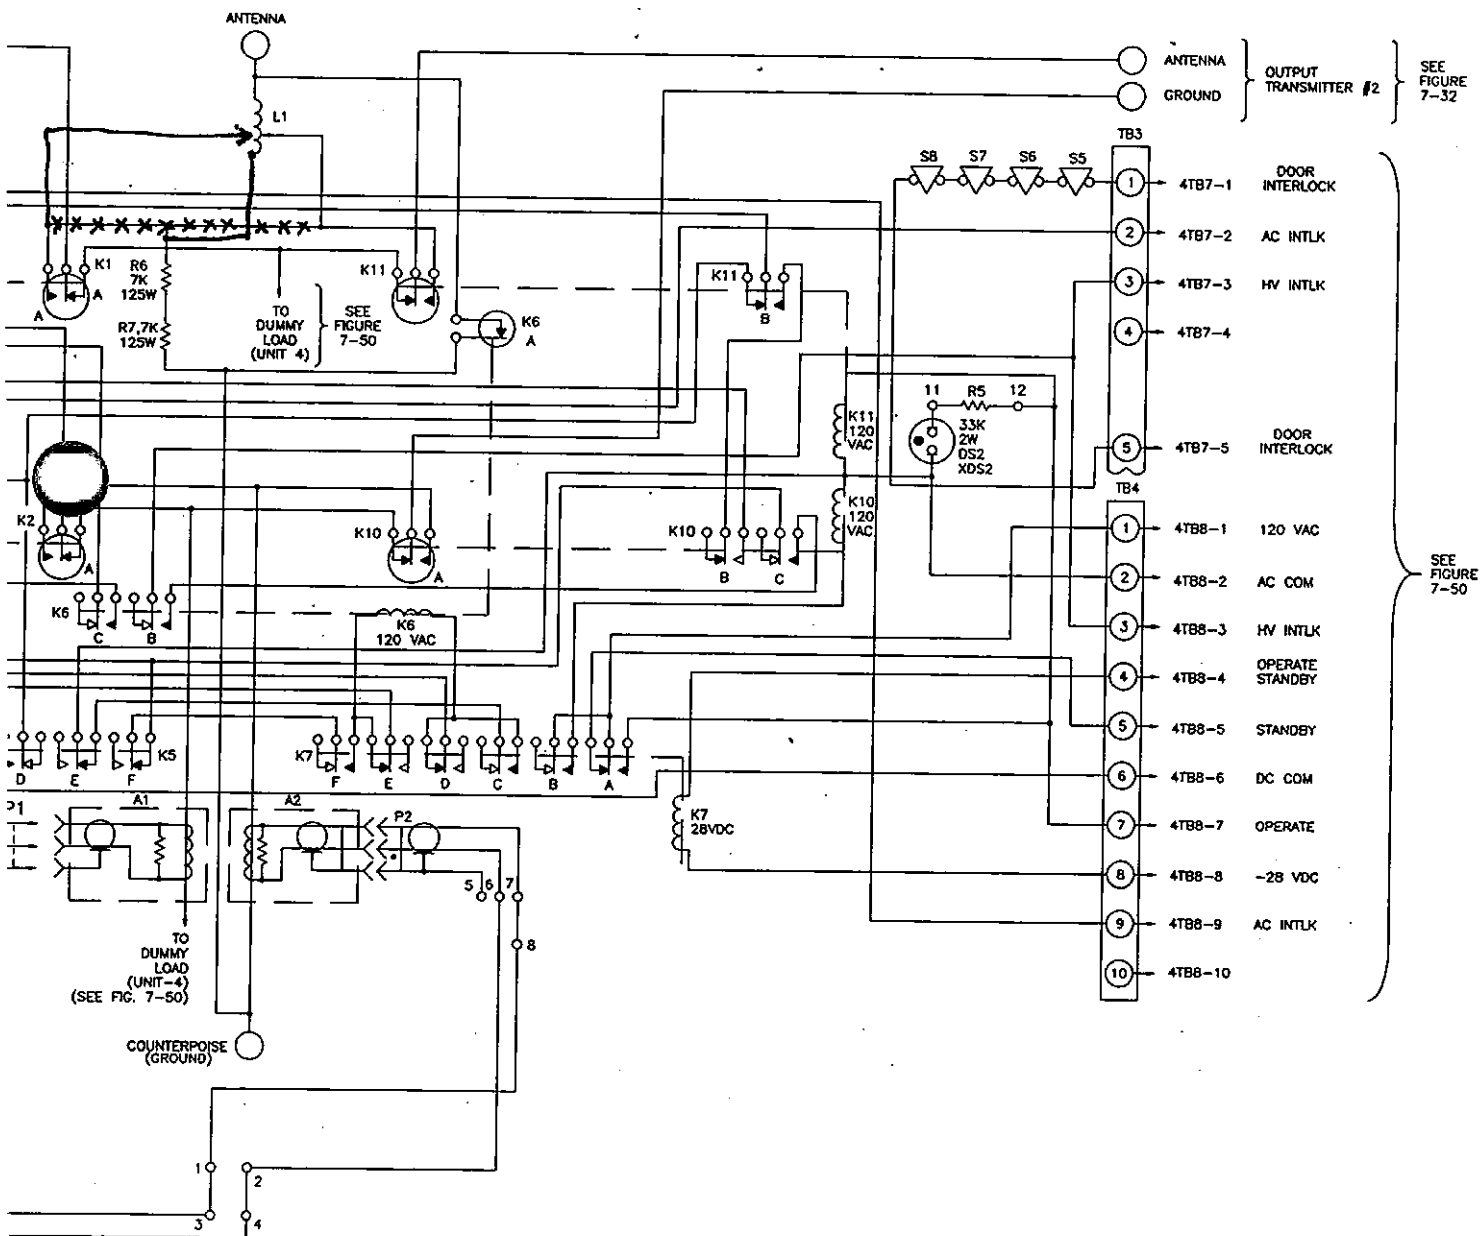 ANTENNA
L1
K1
A
A
R6
7K
125W
R7,7K
125W
TO
DUMMY
LOAD
(UNIT 4)
SEE
FIGURE
7-50
K11
A
K6
A
K11
B
ANTENNA
GROUND
OUTPUT
TRANSMITTER #2
SEE
FIGURE
7-32
TB3
S8
S7
S6
S5
1
4TB7-1
DOOR
INTERLOCK
2
4TB7-2
AC INTLK
3
4TB7-3
HV INTLK
4
4TB7-4
5
4TB7-5
DOOR
INTERLOCK
11
R5
12
33K
2W
DS2
XDS2
K11
120
VAC
K10
120
VAC
K2
A
K10
A
K10
B
C
K6
C
B
K6
120 VAC
TB4
1
4TB8-1
120 VAC
2
4TB8-2
AC COM
3
4TB8-3
HV INTLK
4
4TB8-4
OPERATE
STANDBY
5
4TB8-5
STANDBY
6
4TB8-6
DC COM
7
4TB8-7
OPERATE
8
4TB8-8
-28 VDC
9
4TB8-9
AC INTLK
10
4TB8-10
SEE
FIGURE
7-50
D
E
F
K5
K7
F
E
D
C
B
A
K7
28VDC
P1
A1
A2
P2
5
6
7
8
TO
DUMMY
LOAD
(UNIT-4)
(SEE FIG. 7-50)
COUNTERPOISE
(GROUND)
1
2
3
4